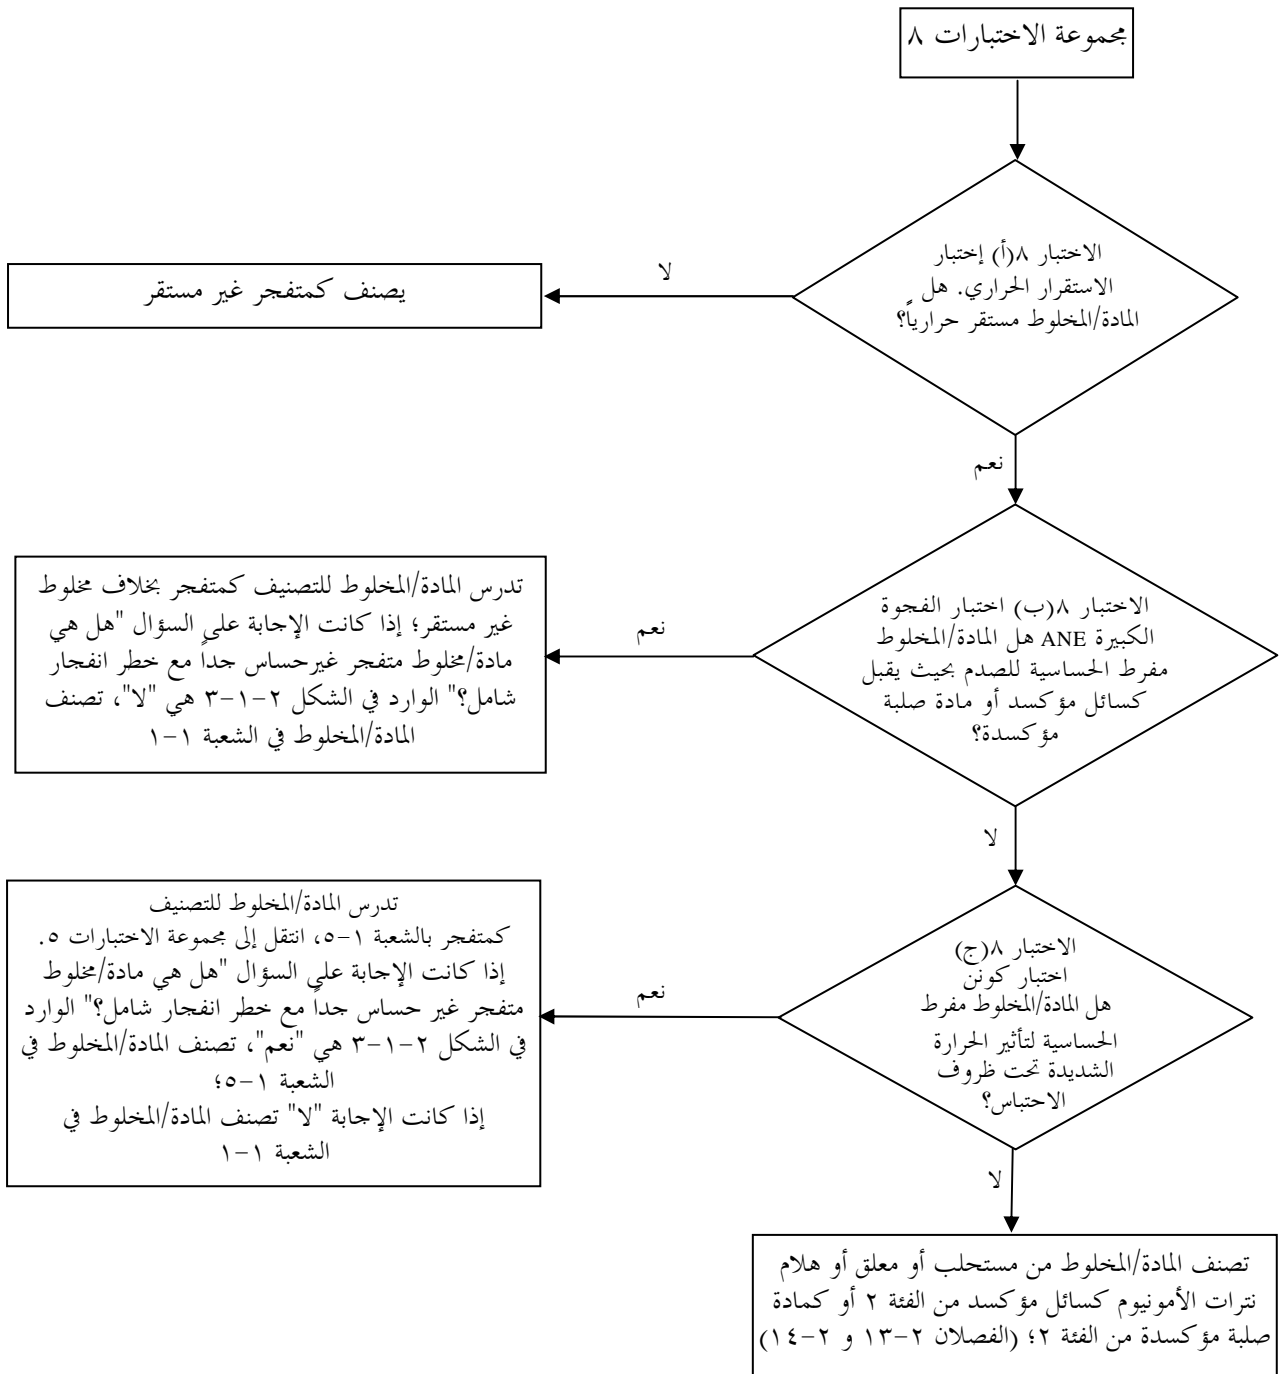 مجموعة الاختبارات ٨
الاختبار ٨(أ) إختبار
الاستقرار الحراري. هل
المادة/المخلوط مستقر حرارياً؟
لا
يصنف كمتفجر غير مستقر
نعم
الاختبار ٨(ب) اختبار الفجوة
الكبيرة ANE هل المادة/المخلوط
مفرط الحساسية للصدم بحيث يقبل
كسائل مؤكسد أو مادة صلبة
مؤكسدة؟
نعم
تدرس المادة/المخلوط للتصنيف كمتفجر بخلاف مخلوط
غير مستقر؛ إذا كانت الإجابة على السؤال "هل هي
مادة/مخلوط متفجر غيرحساس جداً مع خطر انفجار
شامل؟" الوارد في الشكل ٢-١-٣ هي "لا"، تصنف
المادة/المخلوط في الشعبة ١-١
لا
الاختبار ٨(ج)
اختبار كونن
هل المادة/المخلوط مفرط
الحساسية لتأثير الحرارة
الشديدة تحت ظروف
الاحتباس؟
نعم
تدرس المادة/المخلوط للتصنيف
كمتفجر بالشعبة ١-٥، انتقل إلى مجموعة الاختبارات ٥.
إذا كانت الإجابة على السؤال "هل هي مادة/مخلوط
متفجر غير حساس جداً مع خطر انفجار شامل؟" الوارد
في الشكل ٢-١-٣ هي "نعم"، تصنف المادة/المخلوط في
الشعبة ١-٥؛
إذا كانت الإجابة "لا" تصنف المادة/المخلوط في
الشعبة ١-١
لا
تصنف المادة/المخلوط من مستحلب أو معلق أو هلام
نترات الأمونيوم كسائل مؤكسد من الفئة ٢ أو كمادة
صلبة مؤكسدة من الفئة ٢؛ (الفصلان ٢-١٣ و ٢-١٤)